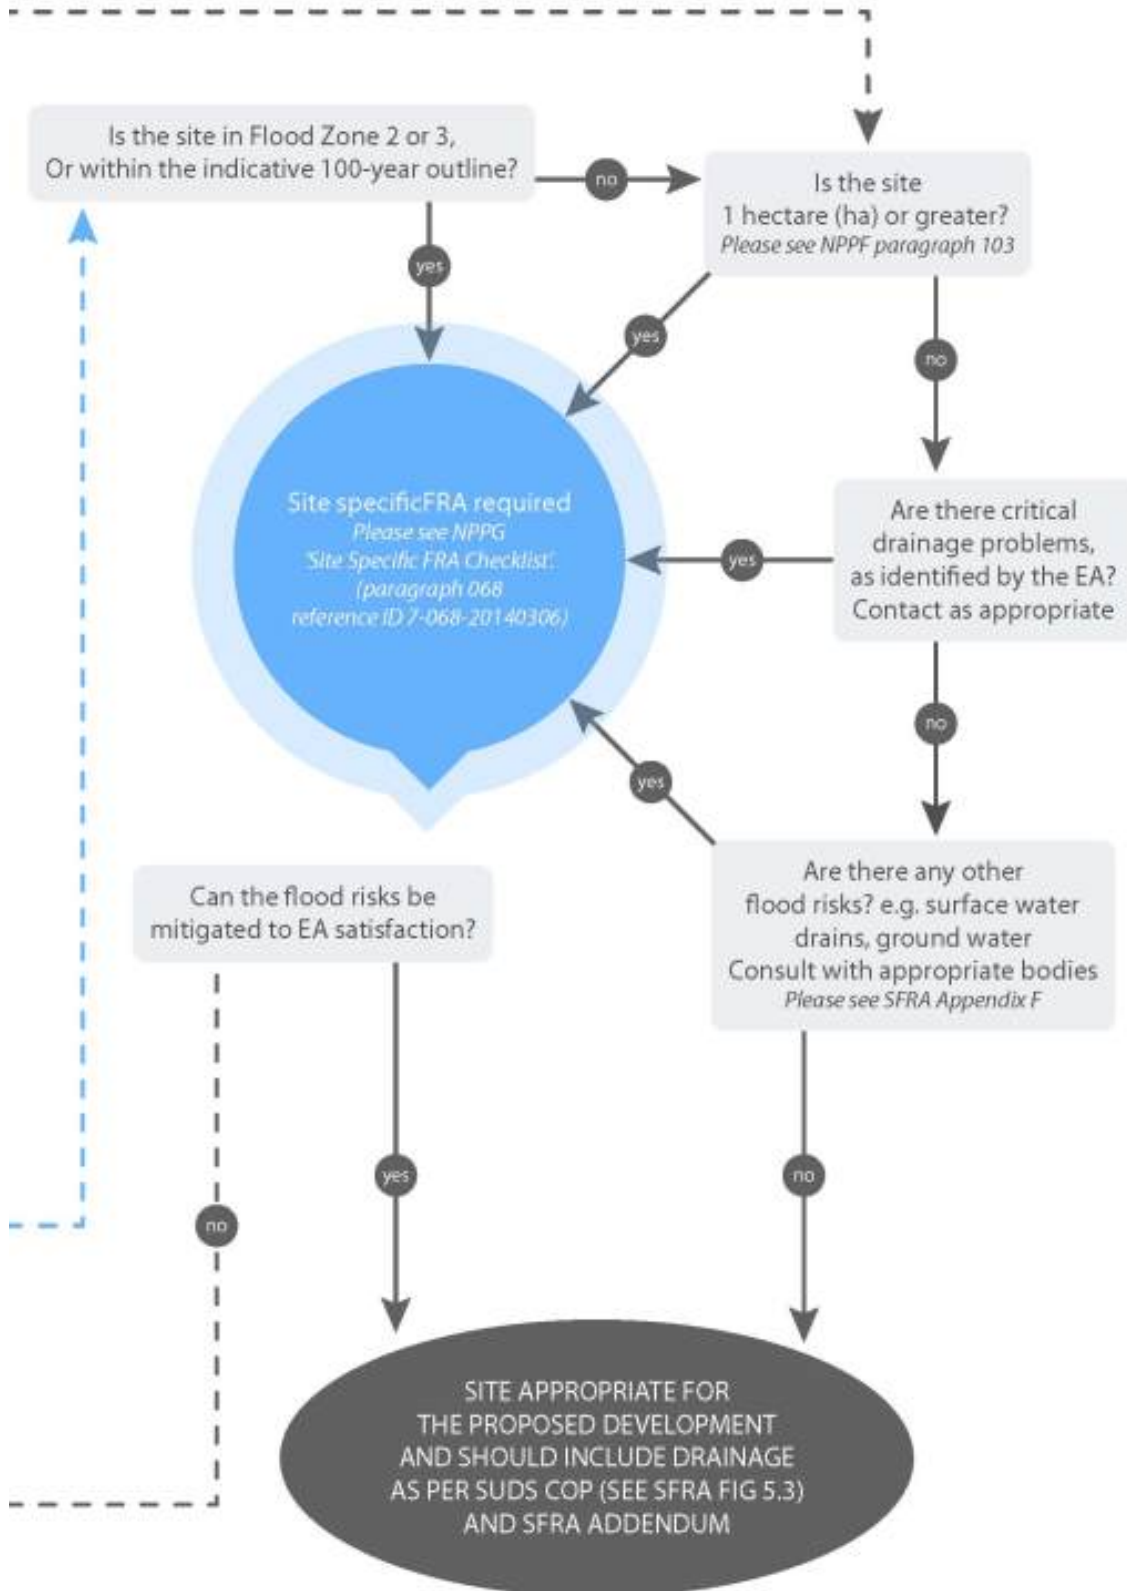 Is the site in Flood Zone 2 or 3,
Or within the indicative 100-year outline?
no
Is the site
1 hectare (ha) or greater?
Please see NPPF paragraph 103
yes
yes
no
Site specificFRA required
Please see NPPG
'Site Specific FRA Checklist'.
(paragraph 068
reference ID 7-068-20140306)
yes
Are there critical
drainage problems,
as identified by the EA?
Contact as appropriate
no
yes
Can the flood risks be
mitigated to EA satisfaction?
Are there any other
flood risks? e.g. surface water
drains, ground water
Consult with appropriate bodies
Please see SFRA Appendix F
yes
no
no
SITE APPROPRIATE FOR
THE PROPOSED DEVELOPMENT
AND SHOULD INCLUDE DRAINAGE
AS PER SUDS COP (SEE SFRA FIG 5.3)
AND SFRA ADDENDUM